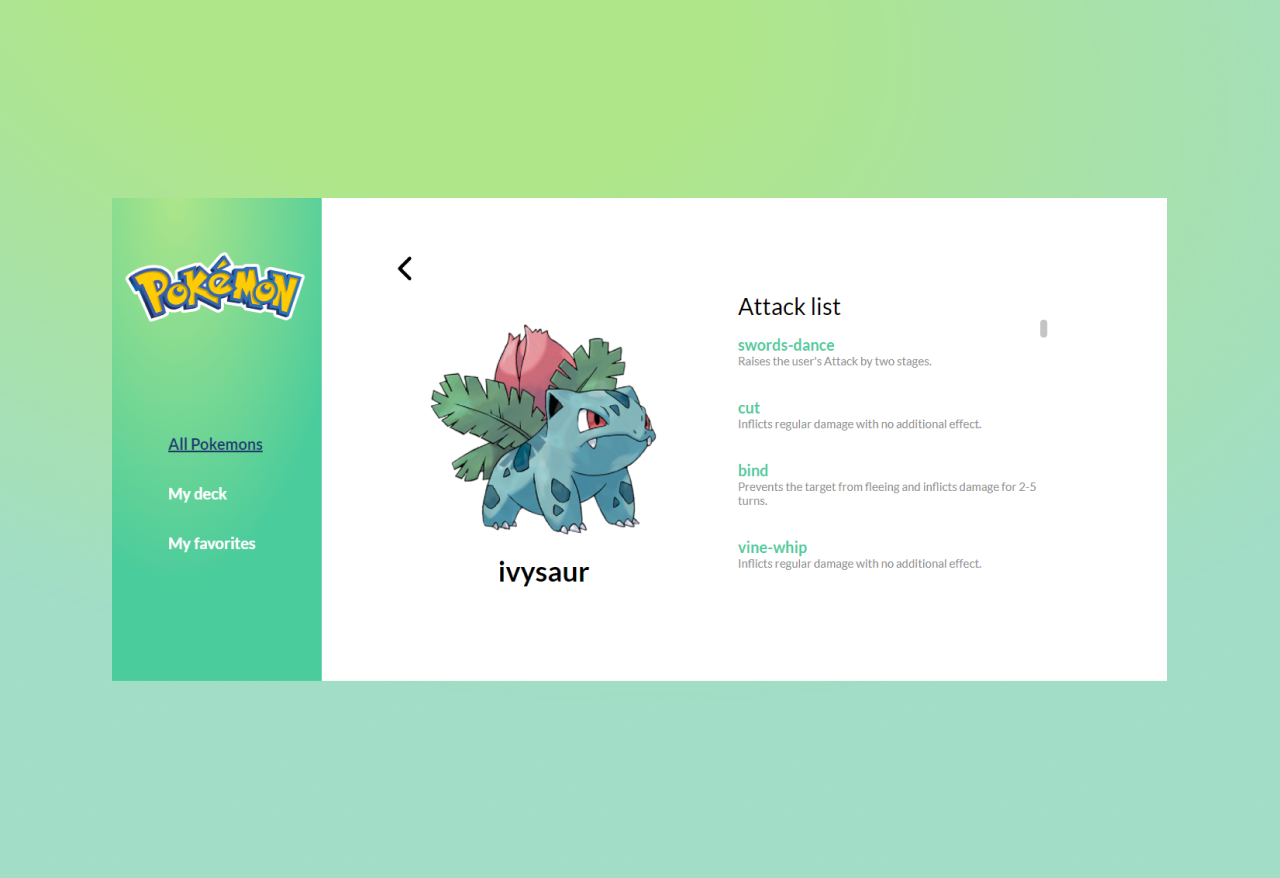 POKéMON
All Pokemons
My deck
My favorites
ivysaur
Attack list
swords-dance
Raises the user's Attack by two stages.
cut
Inflicts regular damage with no additional effect.
bind
Prevents the target from fleeing and inflicts damage for 2-5
turns.
vine-whip
Inflicts regular damage with no additional effect.